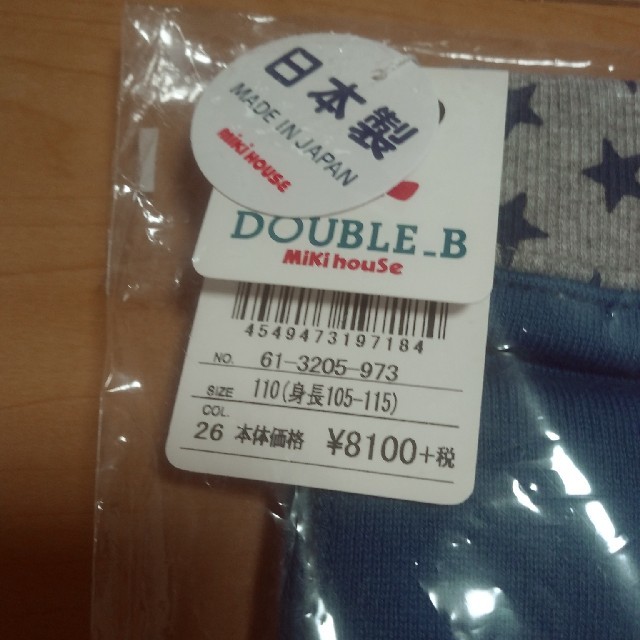 日本製
MADE IN JAPAN
MiKi HOUSE
DOUBLE_B
MiKi houSe
4549473197184
NO. 61-3205-973
SIZE 110(身長105-115)
COL. 26 本体価格 ¥8100+税